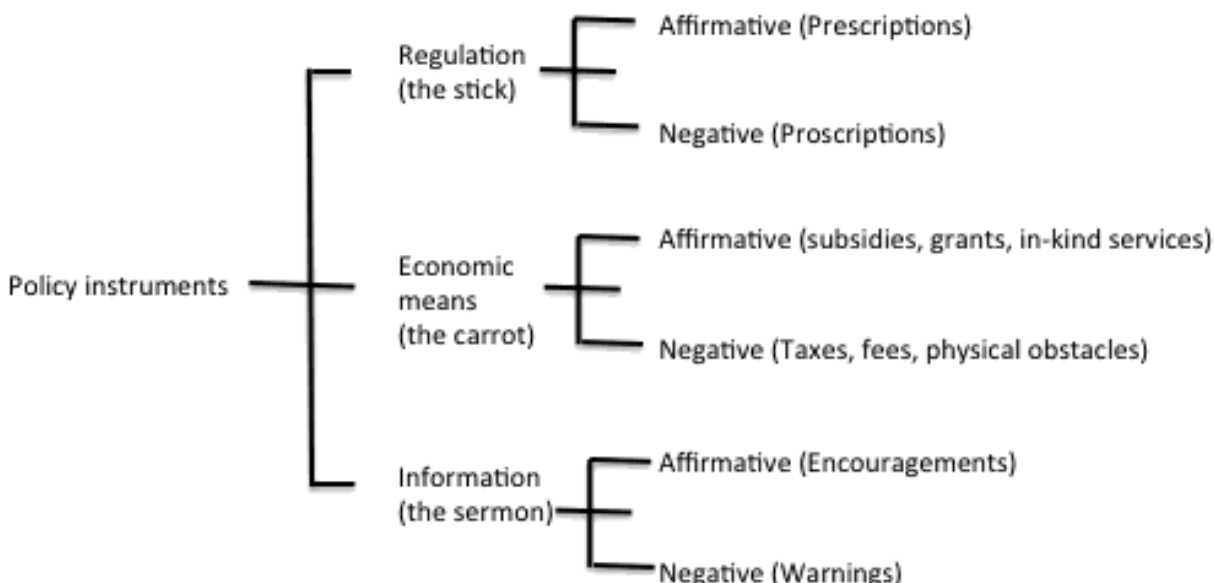 Affirmative (Prescriptions)
Regulation
(the stick)
Negative (Proscriptions)
Affirmative (subsidies, grants, in-kind services)
Policy instruments
Economic
means
(the carrot)
Negative (Taxes, fees, physical obstacles)
Affirmative (Encouragements)
Information
(the sermon)
Negative (Warnings)